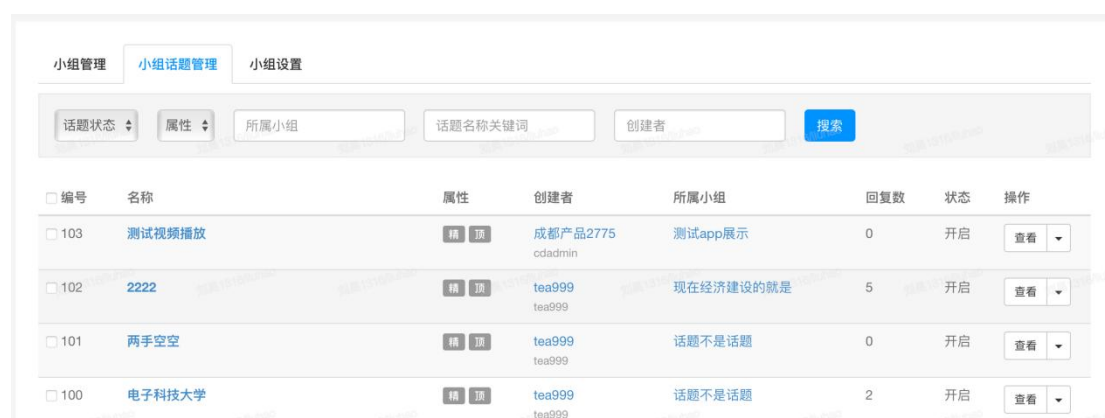 小组管理 小组话题管理 小组设置
话题状态 属性 所属小组 话题名称关键词 创建者 搜索
编号 名称 属性 创建者 所属小组 回复数 状态 操作
103 测试视频播放 精 顶 成都产品2775 测试app展示 0 开启 查看
cdadmin
102 2222 精 顶 tea999 现在经济建设的就是 5 开启 查看
tea999
101 两手空空 精 顶 tea999 话题不是话题 0 开启 查看
tea999
100 电子科技大学 精 顶 tea999 话题不是话题 2 开启 查看
tea999